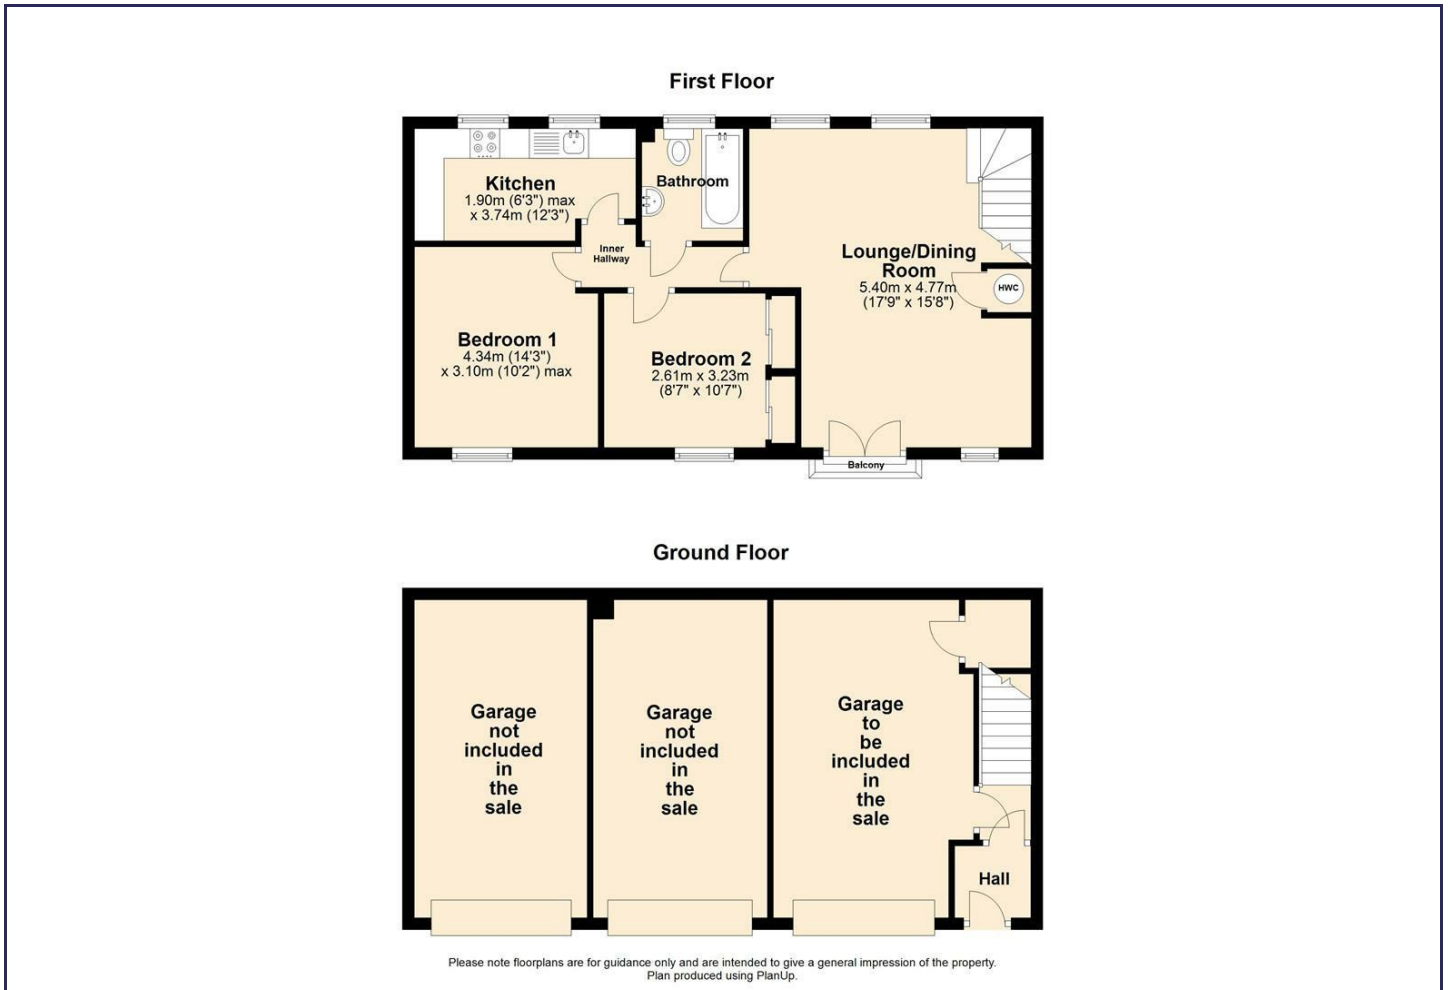 First Floor
Kitchen
1.90m (6'3") max
x 3.74m (12'3")
Bathroom
Inner
Hallway
Lounge/Dining
Room
5.40m x 4.77m
(17'9" x 15'8")
HWC
Bedroom 1
4.34m (14'3")
x 3.10m (10'2") max
Bedroom 2
2.61m x 3.23m
(8'7" x 10'7")
Balcony
Ground Floor
Garage
not
included
in
the
sale
Garage
not
included
in
the
sale
Garage
to
be
included
in
the
sale
Hall
Please note floorplans are for guidance only and are intended to give a general impression of the property.
Plan produced using PlanUp.